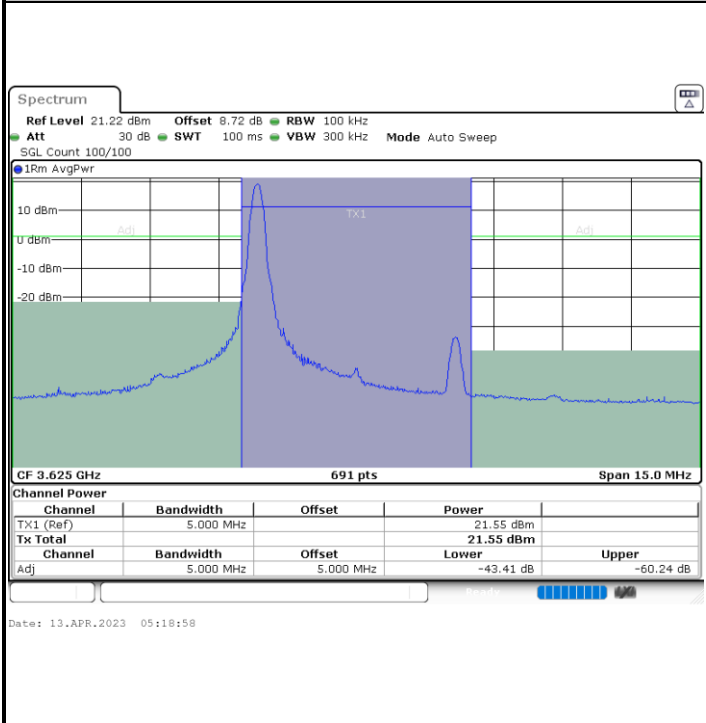 Spectrum
Ref Level 21.22 dBm Offset 8.72 dB RBW 100 kHz
Att 30 dB SWT 100 ms VBW 300 kHz Mode Auto Sweep
SGL Count 100/100
1Rm AvgPwr
10 dBm
TX1
Adj Adj
0 dBm
-10 dBm
-20 dBm
CF 3.625 GHz 691 pts Span 15.0 MHz
Channel Power
Channel Bandwidth Offset Power
TX1 (Ref) 5.000 MHz 21.55 dBm
Tx Total 21.55 dBm
Channel Bandwidth Offset Lower Upper
Adj 5.000 MHz 5.000 MHz -43.41 dB -60.24 dB
Ready
Date: 13.APR.2023 05:18:58